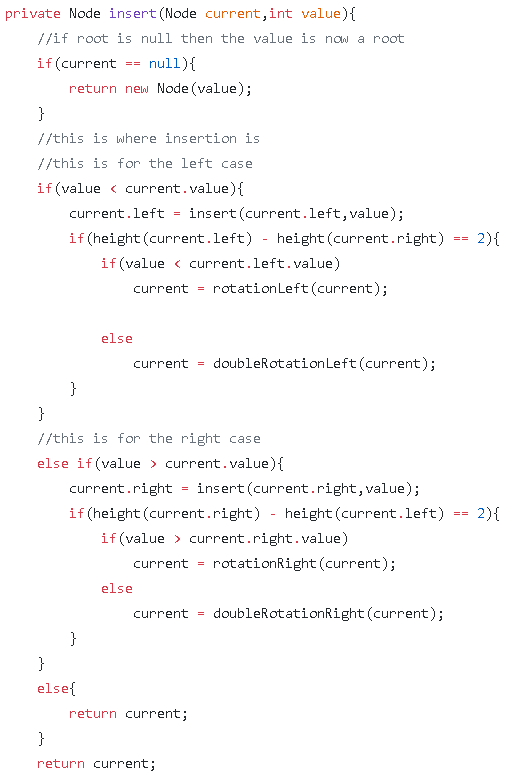 private Node insert(Node current,int value){
    //if root is null then the value is now a root
    if(current == null){
        return new Node(value);
    }
    //this is where insertion is
    //this is for the left case
    if(value < current.value){
        current.left = insert(current.left,value);
        if(height(current.left) - height(current.right) == 2){
            if(value < current.left.value)
                current = rotationLeft(current);

            else
                current = doubleRotationLeft(current);
        }
    }
    //this is for the right case
    else if(value > current.value){
        current.right = insert(current.right,value);
        if(height(current.right) - height(current.left) == 2){
            if(value > current.right.value)
                current = rotationRight(current);
            else
                current = doubleRotationRight(current);
        }
    }
    else{
        return current;
    }
    return current;